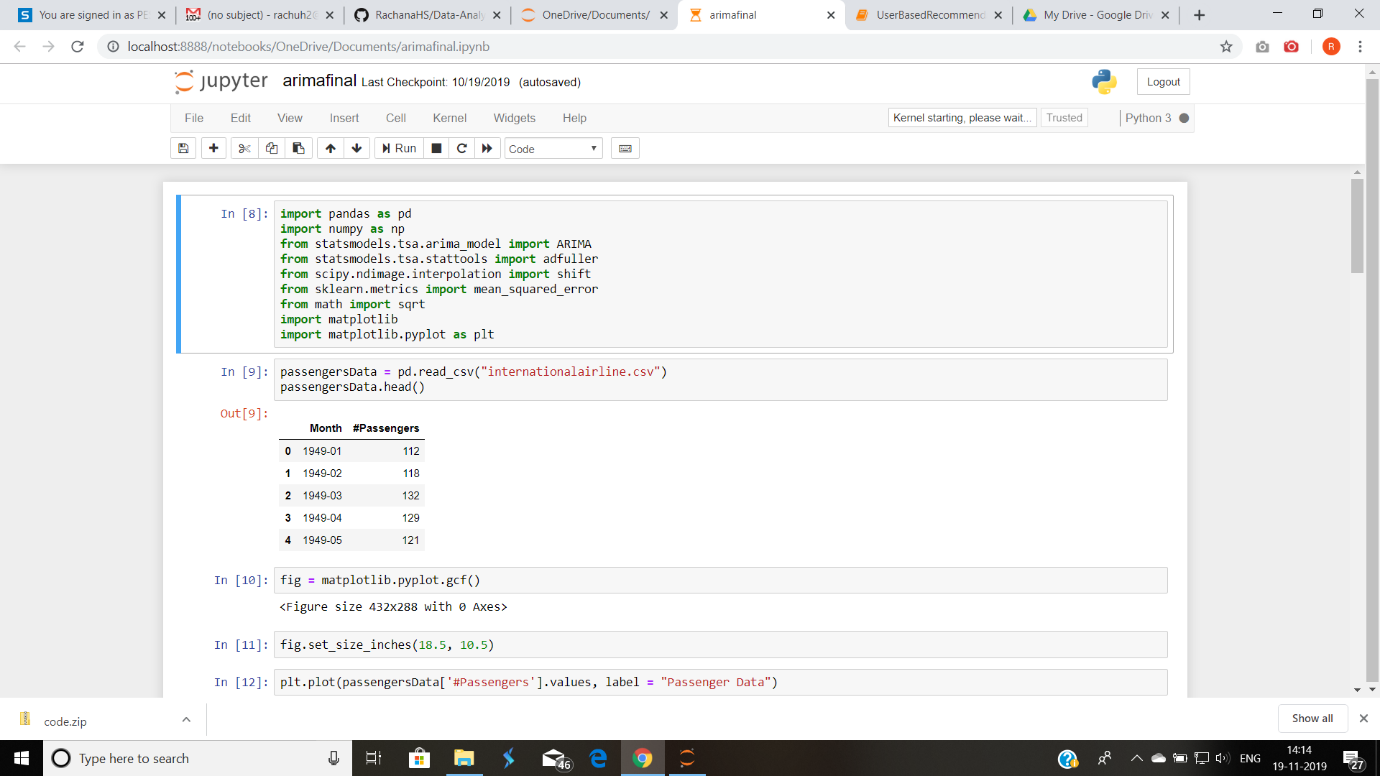 You are signed in as PE
100+
(no subject) - rachuh2@
RachanaHS/Data-Analy
OneDrive/Documents/
arimafinal
UserBasedRecommend
My Drive - Google Driv
localhost:8888/notebooks/OneDrive/Documents/arimafinal.ipynb
R
jupyter arimafinal Last Checkpoint: 10/19/2019 (autosaved)
Logout
File Edit View Insert Cell Kernel Widgets Help
Kernel starting, please wait...
Trusted
Python 3
Run
Code
In [8]:
import pandas as pd
import numpy as np
from statsmodels.tsa.arima_model import ARIMA
from statsmodels.tsa.stattools import adfuller
from scipy.ndimage.interpolation import shift
from sklearn.metrics import mean_squared_error
from math import sqrt
import matplotlib
import matplotlib.pyplot as plt
In [9]:
passengersData = pd.read_csv("internationalairline.csv")
passengersData.head()
Out[9]:
Month #Passengers
0 1949-01 112
1 1949-02 118
2 1949-03 132
3 1949-04 129
4 1949-05 121
In [10]: fig = matplotlib.pyplot.gcf()
<Figure size 432x288 with 0 Axes>
In [11]: fig.set_size_inches(18.5, 10.5)
In [12]: plt.plot(passengersData['#Passengers'].values, label = "Passenger Data")
code.zip
Show all
Type here to search
46
ENG
14:14
19-11-2019
27